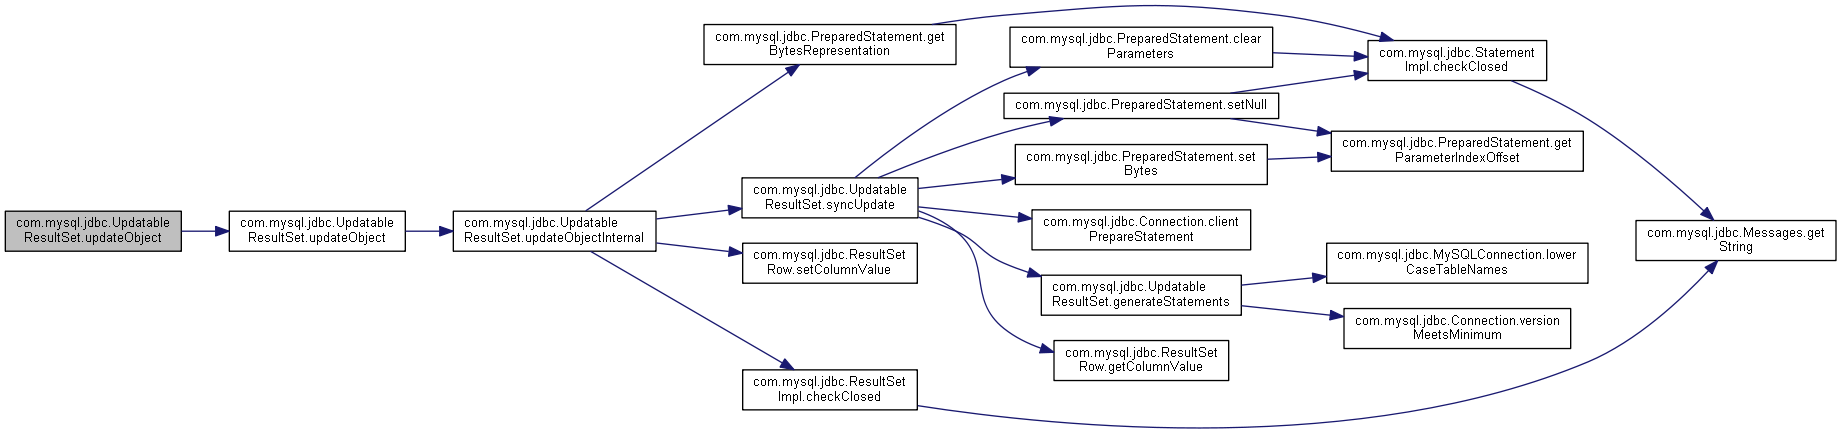 com.mysql.jdbc.Updatable
ResultSet.updateObject
com.mysql.jdbc.Updatable
ResultSet.updateObject
com.mysql.jdbc.Updatable
ResultSet.updateObjectInternal
com.mysql.jdbc.PreparedStatement.get
BytesRepresentation
com.mysql.jdbc.Updatable
ResultSet.syncUpdate
com.mysql.jdbc.ResultSet
Row.setColumnValue
com.mysql.jdbc.ResultSet
Impl.checkClosed
com.mysql.jdbc.PreparedStatement.clear
Parameters
com.mysql.jdbc.PreparedStatement.setNull
com.mysql.jdbc.PreparedStatement.set
Bytes
com.mysql.jdbc.Connection.client
PrepareStatement
com.mysql.jdbc.Updatable
ResultSet.generateStatements
com.mysql.jdbc.ResultSet
Row.getColumnValue
com.mysql.jdbc.Statement
Impl.checkClosed
com.mysql.jdbc.PreparedStatement.get
ParameterIndexOffset
com.mysql.jdbc.MySQLConnection.lower
CaseTableNames
com.mysql.jdbc.Connection.version
MeetsMinimum
com.mysql.jdbc.Messages.get
String